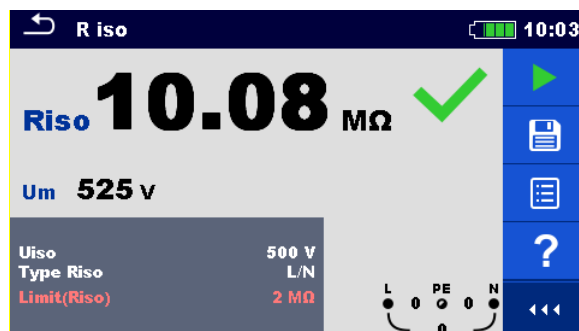 R iso 10:03
Riso 10.08 MΩ
Um 525 V
?
Uiso 500 V
Type Riso L/N
Limit(Riso) 2 MΩ
L PE N
0 0
0